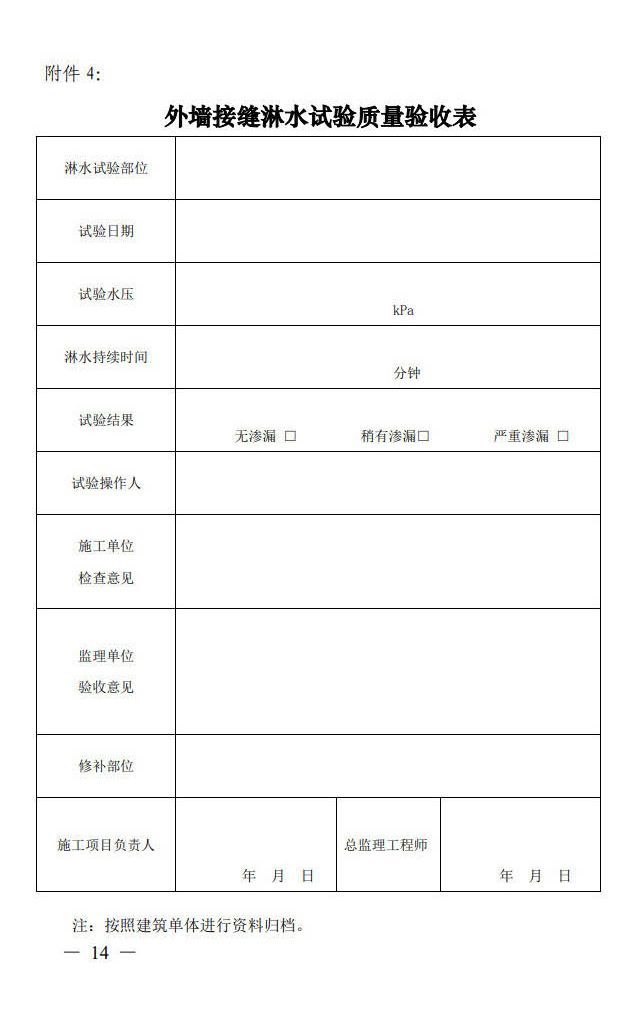 附件 4:
外墙接缝淋水试验质量验收表
淋水试验部位
试验日期
试验水压
kPa
淋水持续时间
分钟
试验结果
无渗漏 □ 稍有渗漏□ 严重渗漏 □
试验操作人
施工单位
检查意见
监理单位
验收意见
修补部位
施工项目负责人
年 月 日
总监理工程师
年 月 日
注：按照建筑单体进行资料归档。
— 14 —